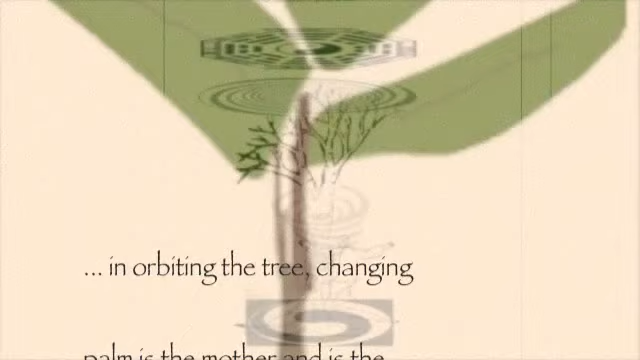 ... in orbiting the tree, changing
palm is the mother and is the